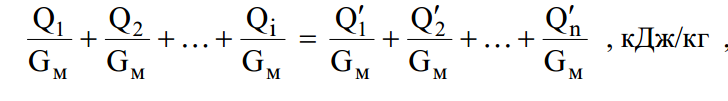 Q₁/Gм + Q₂/Gм + … + Qᵢ/Gм = Q′₁/Gм + Q′₂/Gм + … + Q′ₙ/Gм , кДж/кг ,